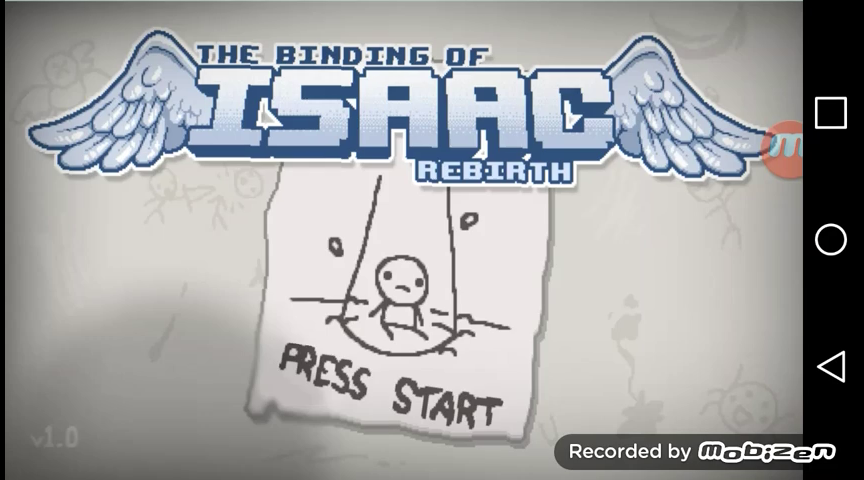 THE BINDING OF
ISAAC
REBIRTH
PRESS START
v1.0
Recorded by mobizen